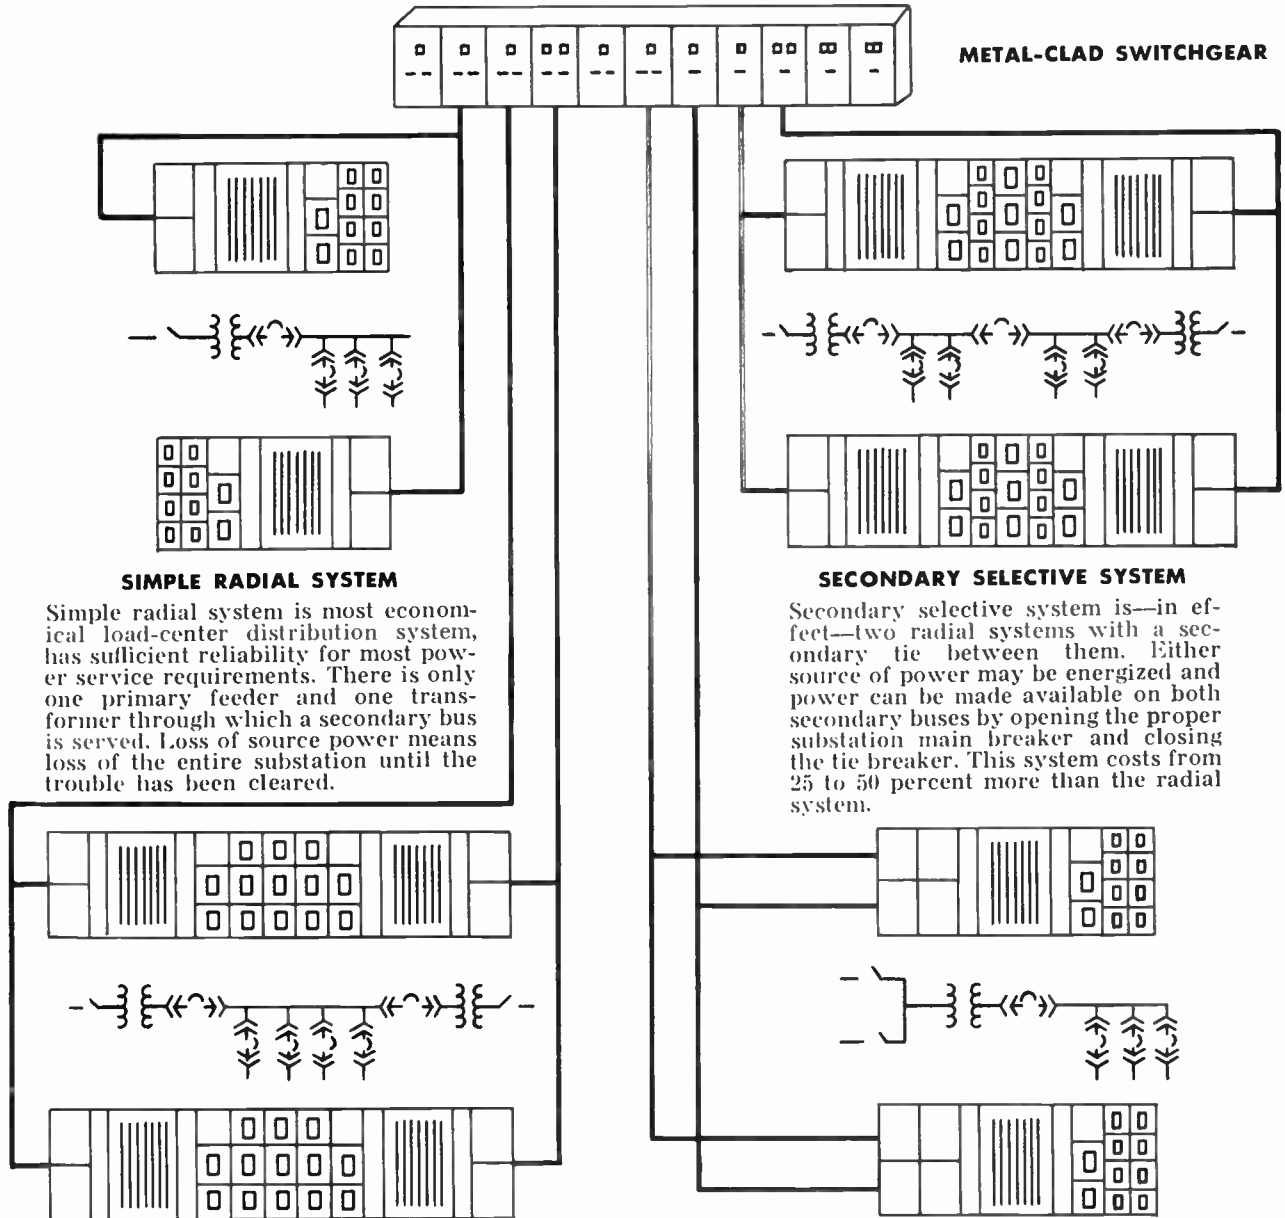 METAL-CLAD SWITCHGEAR
SIMPLE RADIAL SYSTEM
Simple radial system is most econom-
ical load-center distribution system,
has sufficient reliability for most pow-
er service requirements. There is only
one primary feeder and one trans-
former through which a secondary bus
is served. Loss of source power means
loss of the entire substation until the
trouble has been cleared.
SECONDARY SELECTIVE SYSTEM
Secondary selective system is—in ef-
fect—two radial systems with a sec-
ondary tie between them. Either
source of power may be energized and
power can be made available on both
secondary buses by opening the proper
substation main breaker and closing
the tie breaker. This system costs from
25 to 50 percent more than the radial
system.